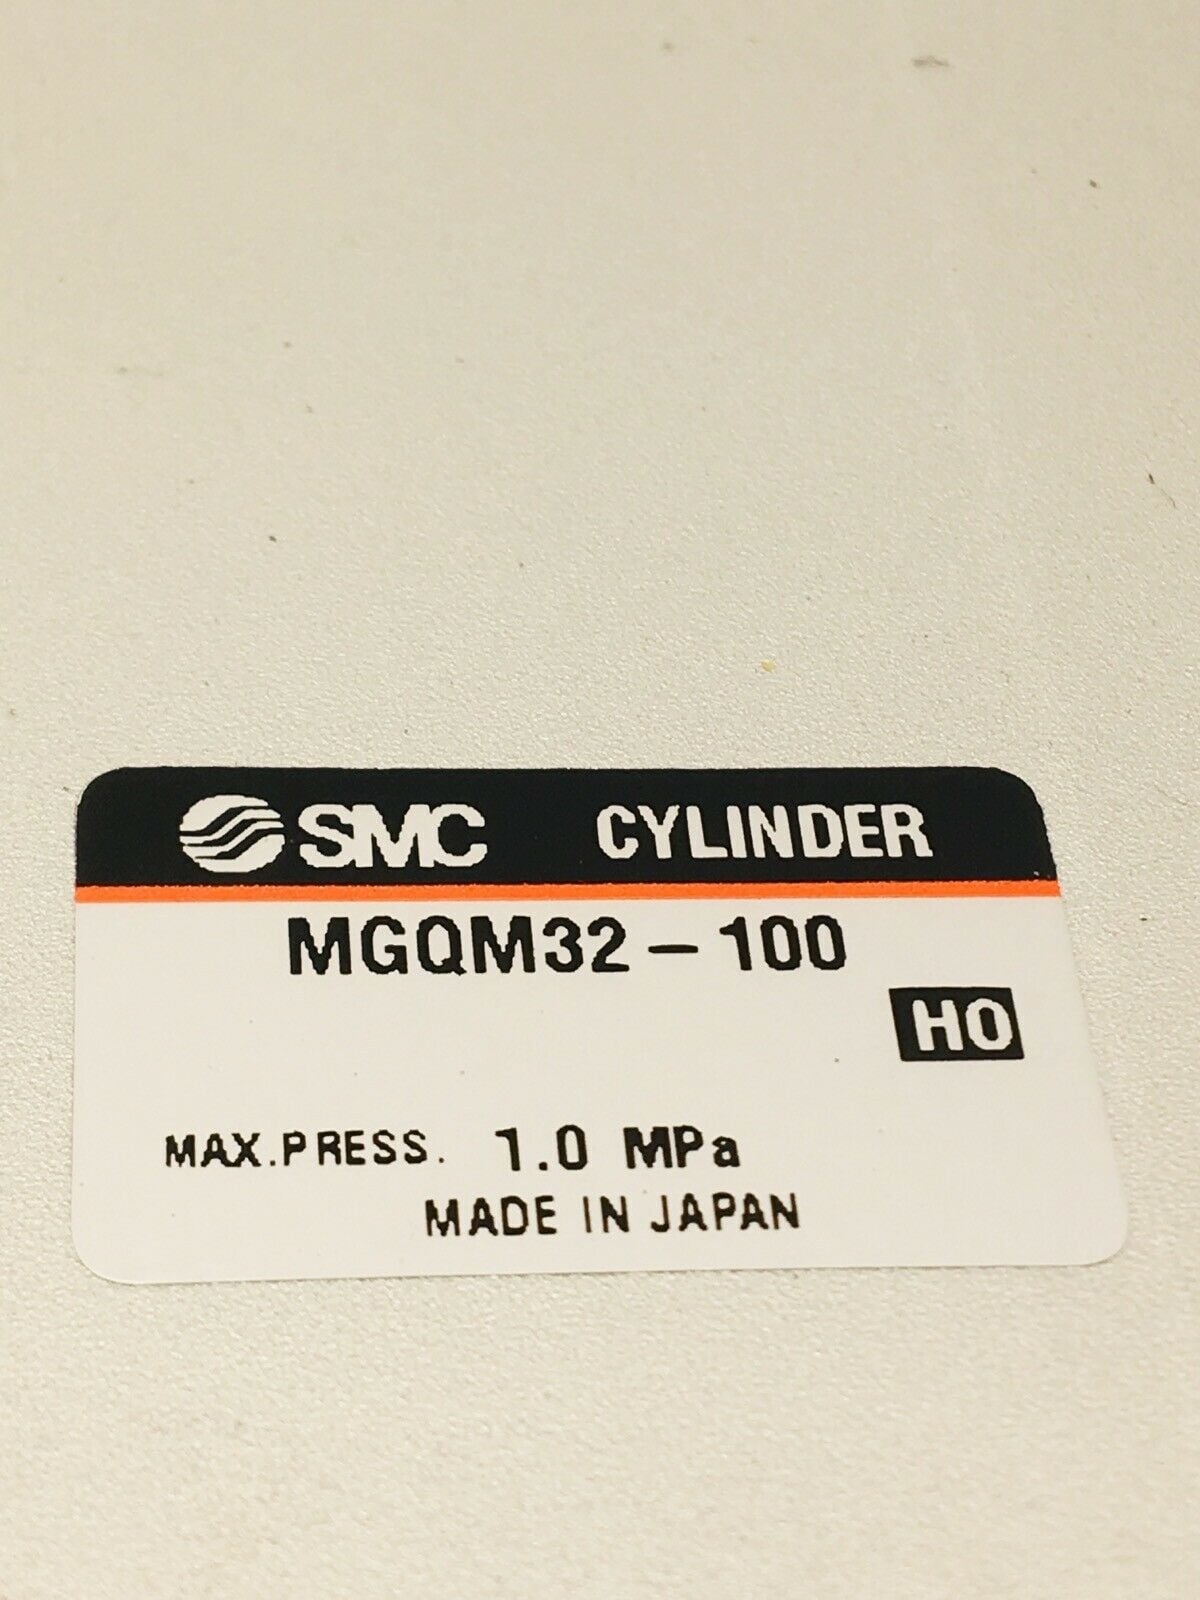 SMC CYLINDER
MGQM32-100
HO
MAX.PRESS. 1.0 MPa
MADE IN JAPAN